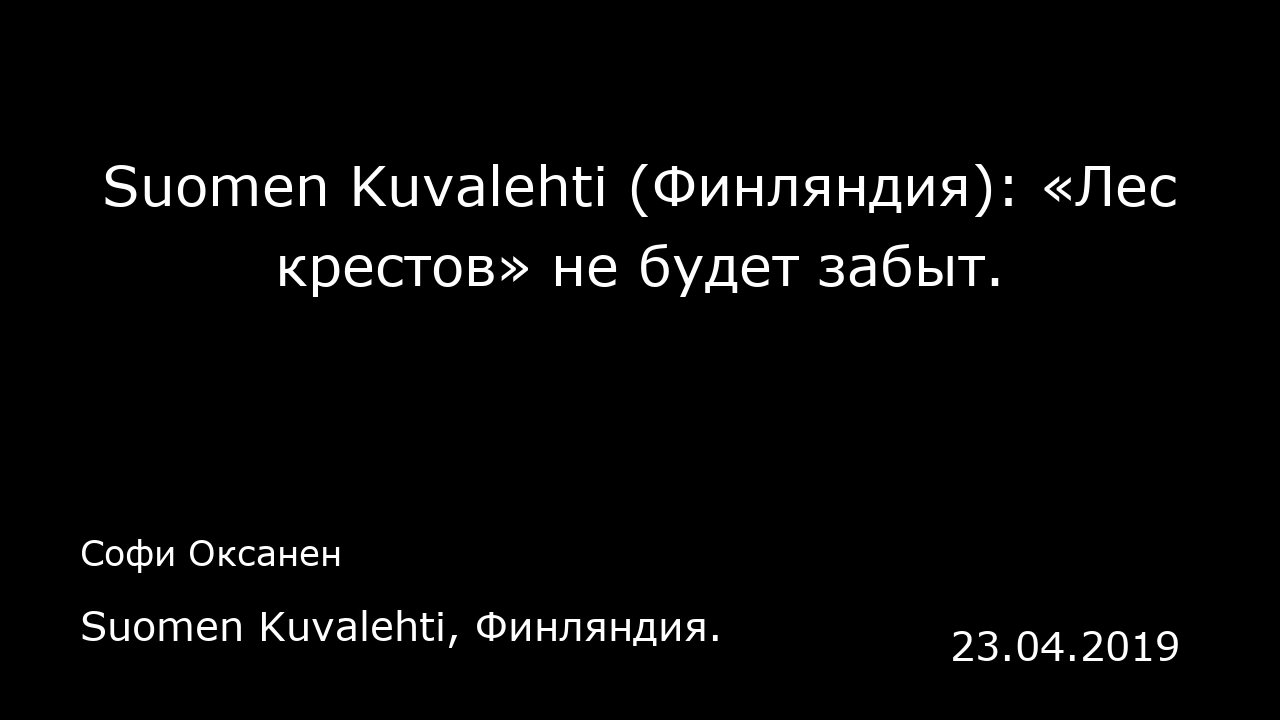 Suomen Kuvalehti (Финляндия): «Лес
крестов» не будет забыт.
Софи Оксанен
Suomen Kuvalehti, Финляндия.
23.04.2019